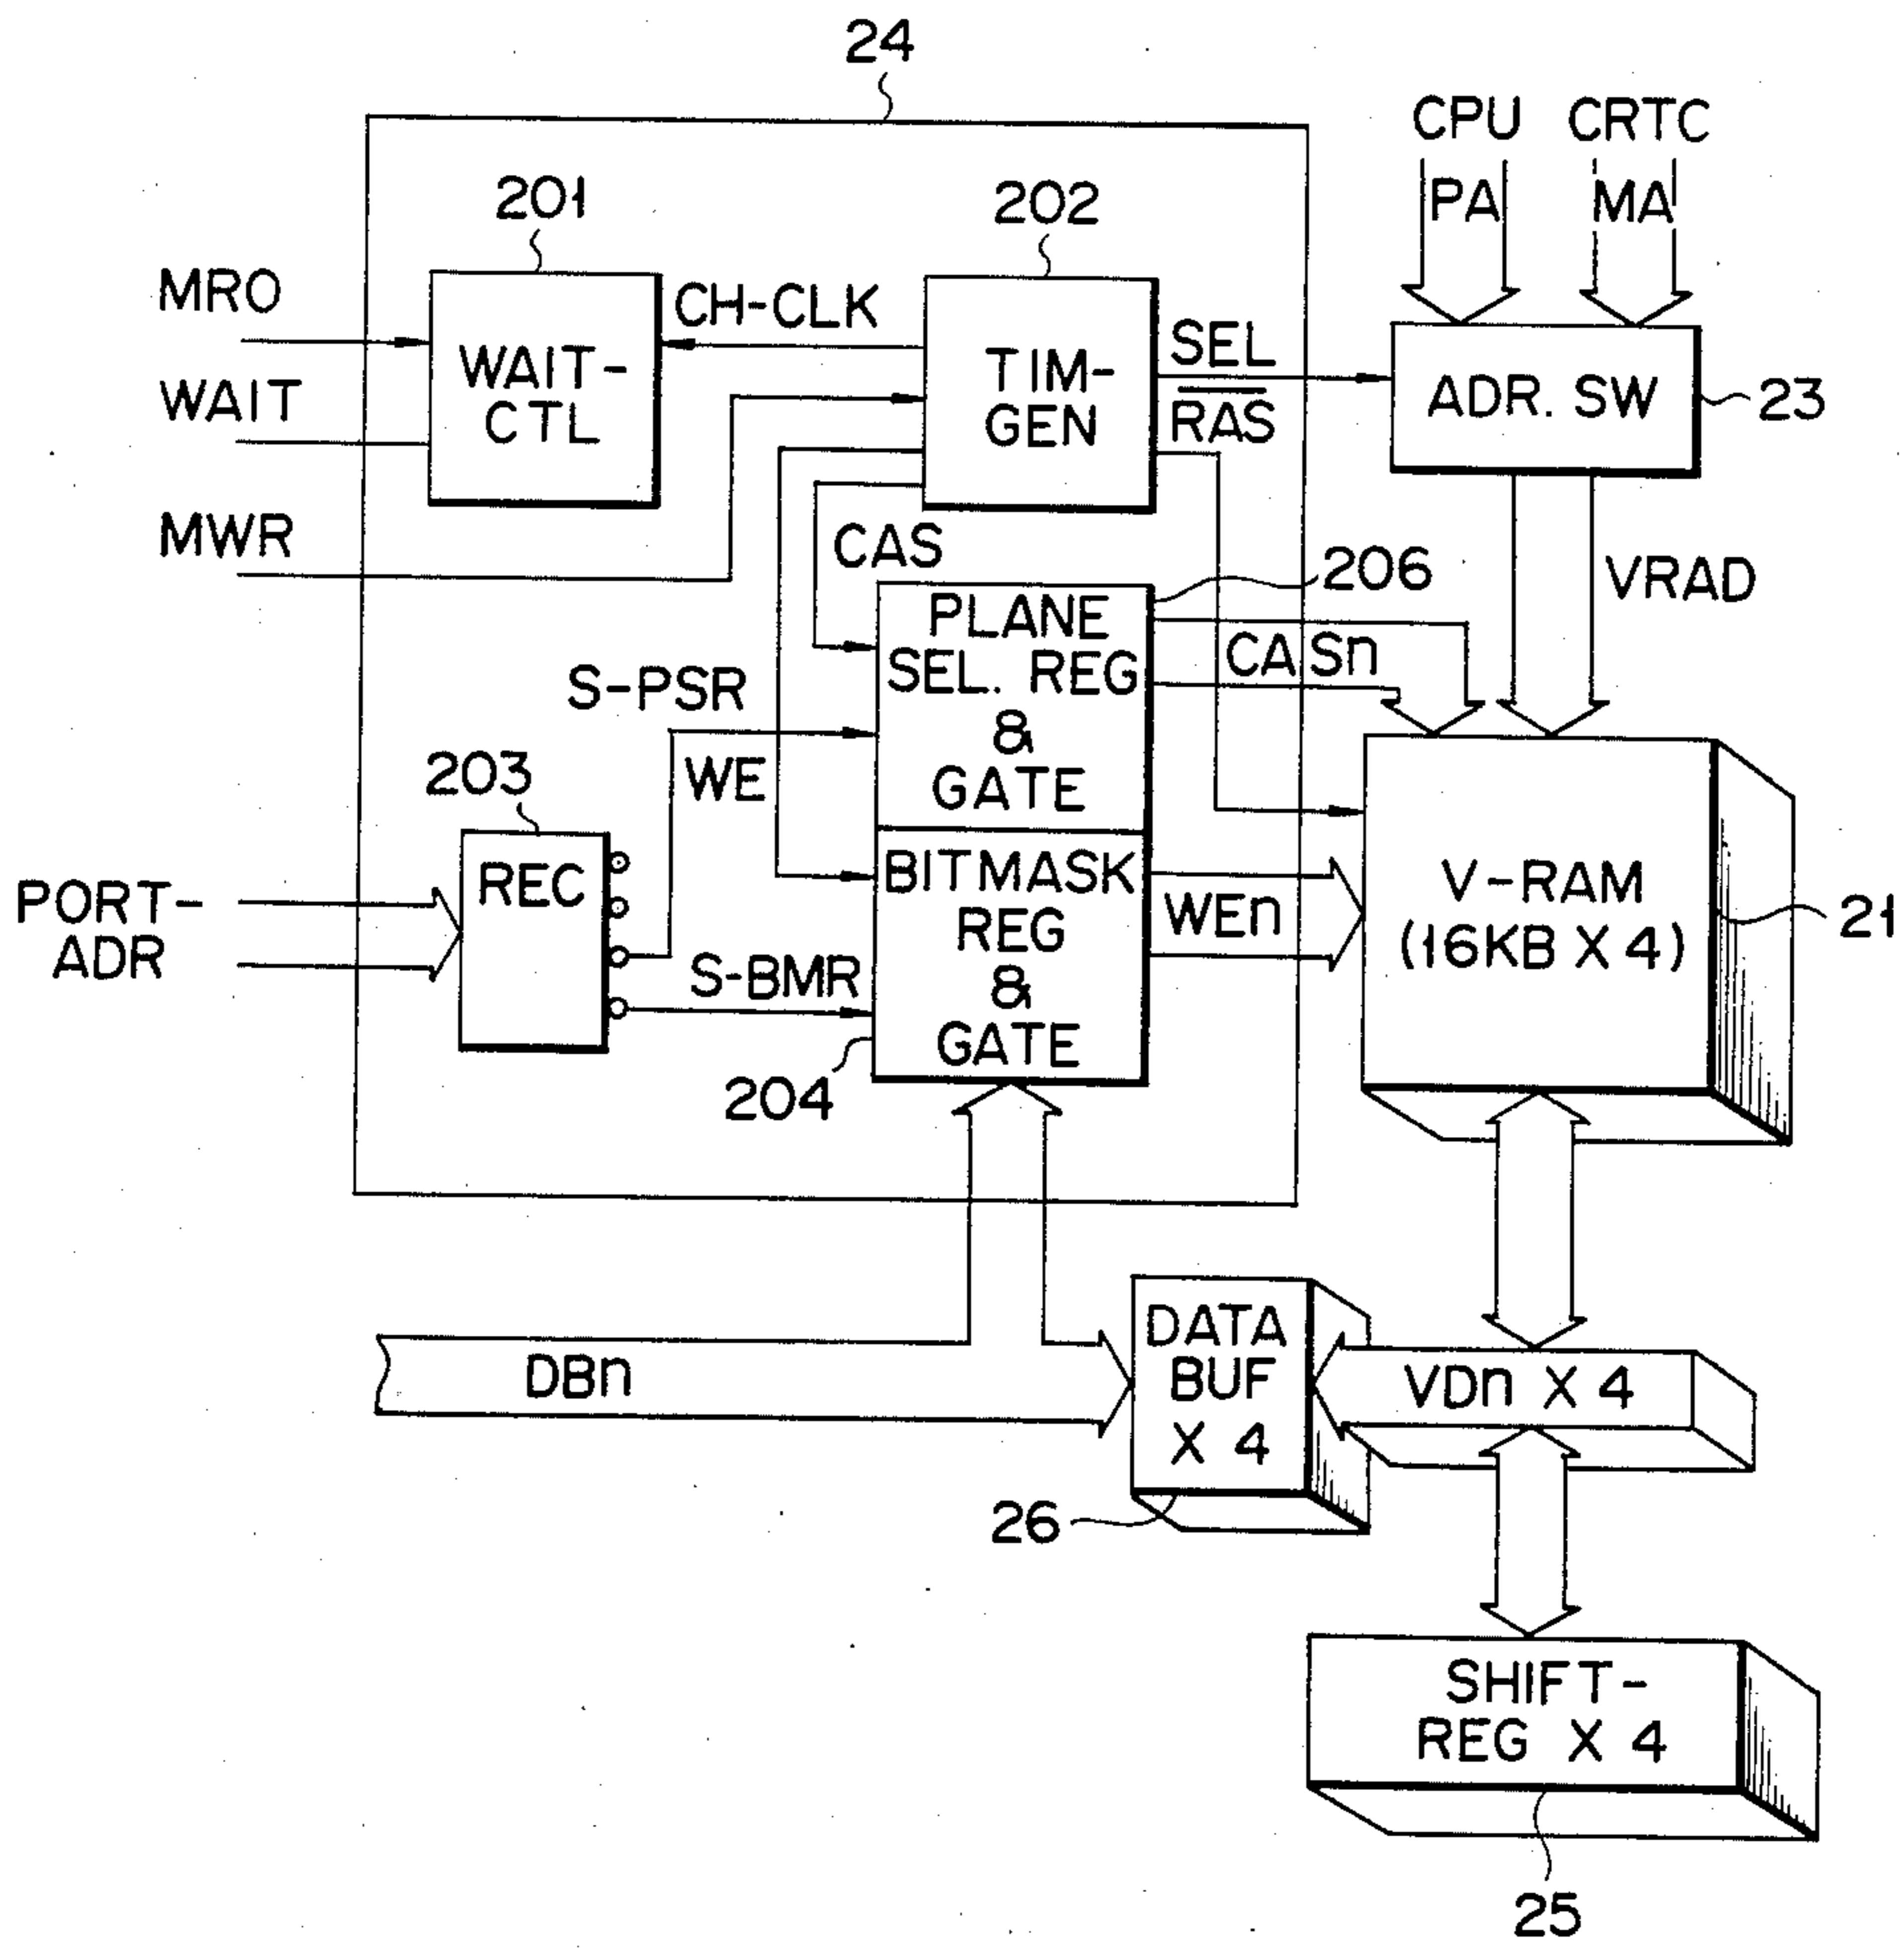 24
CPU CRTC
PA MA
201
202
MRO
CH-CLK
WAIT-
CTL
TIM-
GEN
SEL
RAS
ADR. SW
23
WAIT
MWR
CAS
206
VRAD
PLANE
SEL. REG
&
GATE
CASn
S-PSR
WE
203
REC
PORT-
ADR
BITMASK
REG
&
GATE
WEn
V-RAM
(16KB X 4)
21
S-BMR
204
DBn
DATA
BUF
X 4
VDn X 4
26
SHIFT-
REG X 4
25